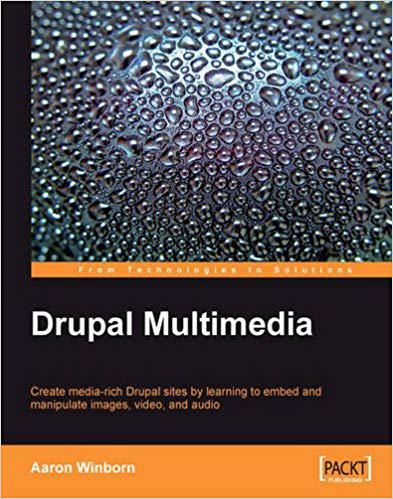 From Technologies to Solutions
Drupal Multimedia
Create media-rich Drupal sites by learning to embed and
manipulate images, video, and audio
Aaron Winborn
PACKT
PUBLISHING